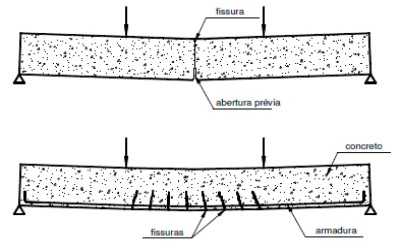 fissura
abertura prévia
concreto
armadura
fissuras